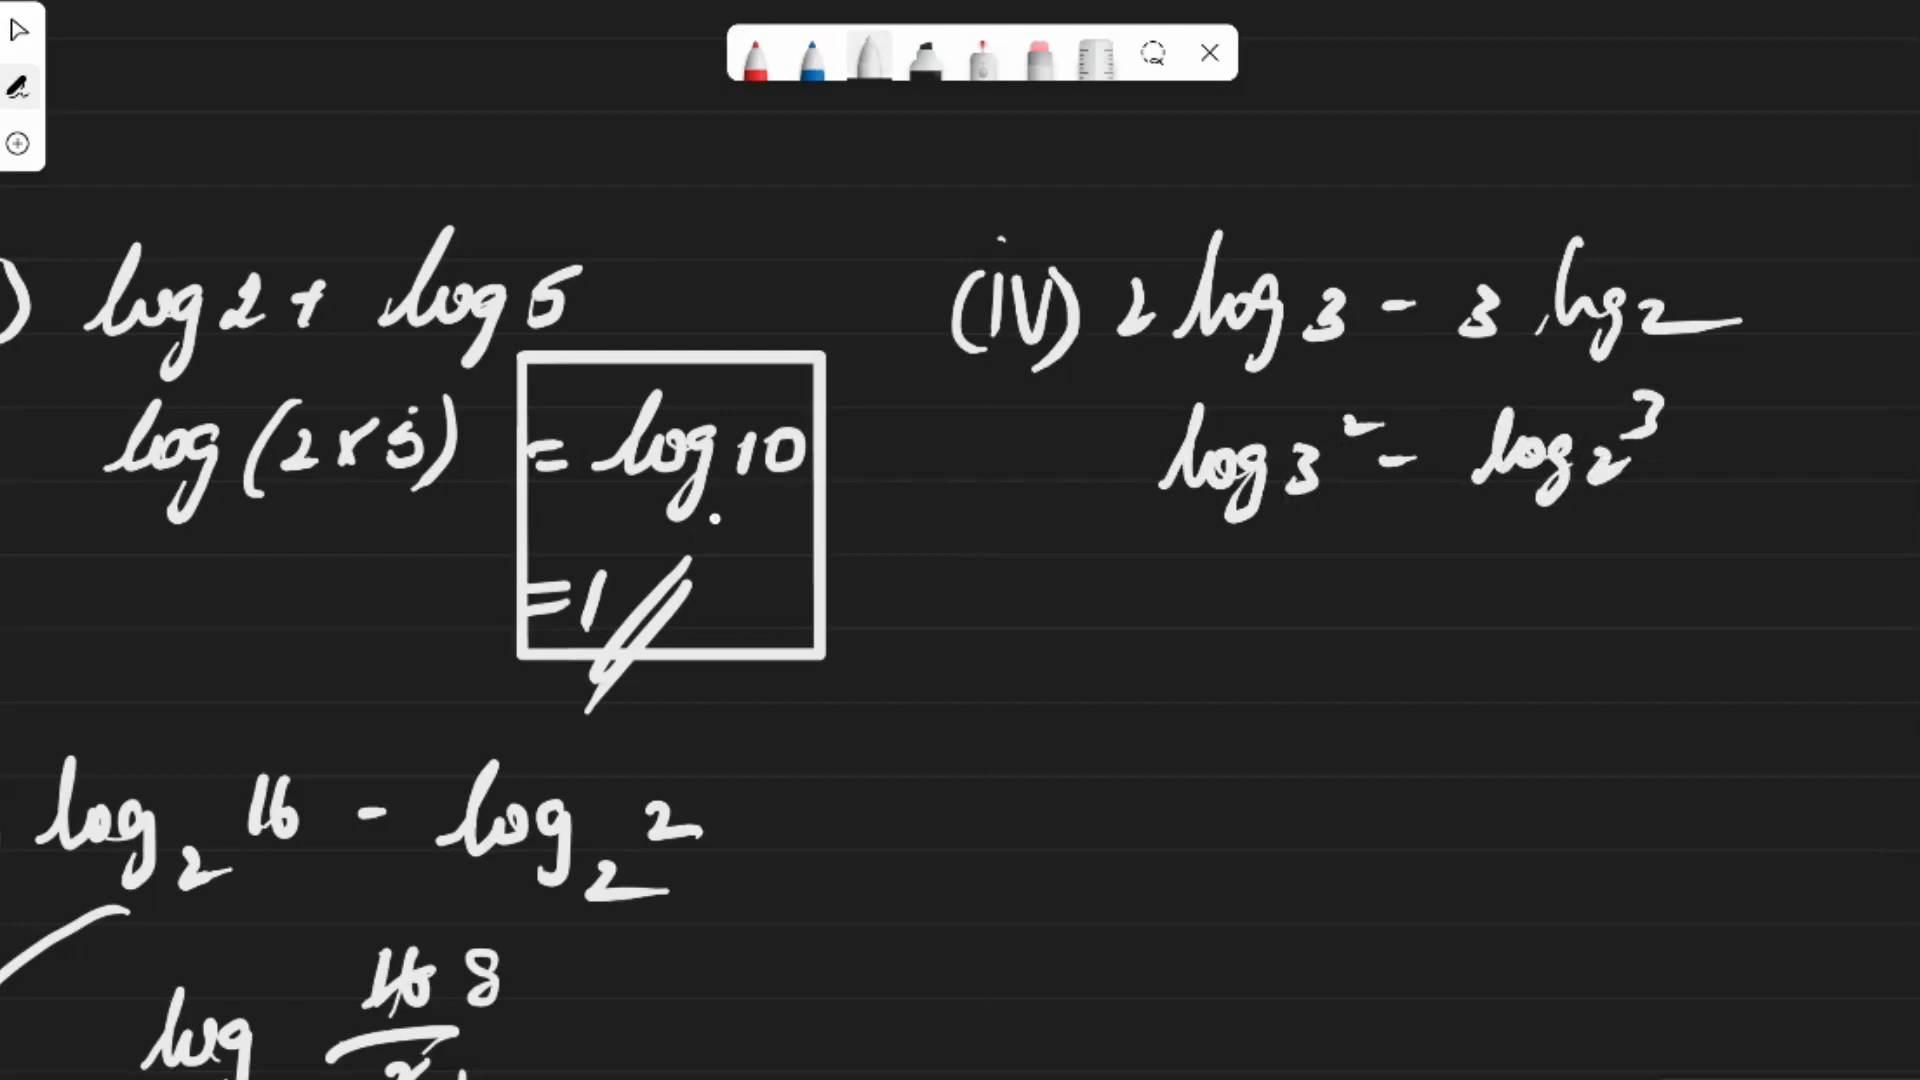 ) log 2 + log 5
log (2 x 5) = log 10
= 1
log₂ 16 - log₂ 2
log 16 8
(IV) 2 log 3 - 3 log 2
log 3² - log 2³